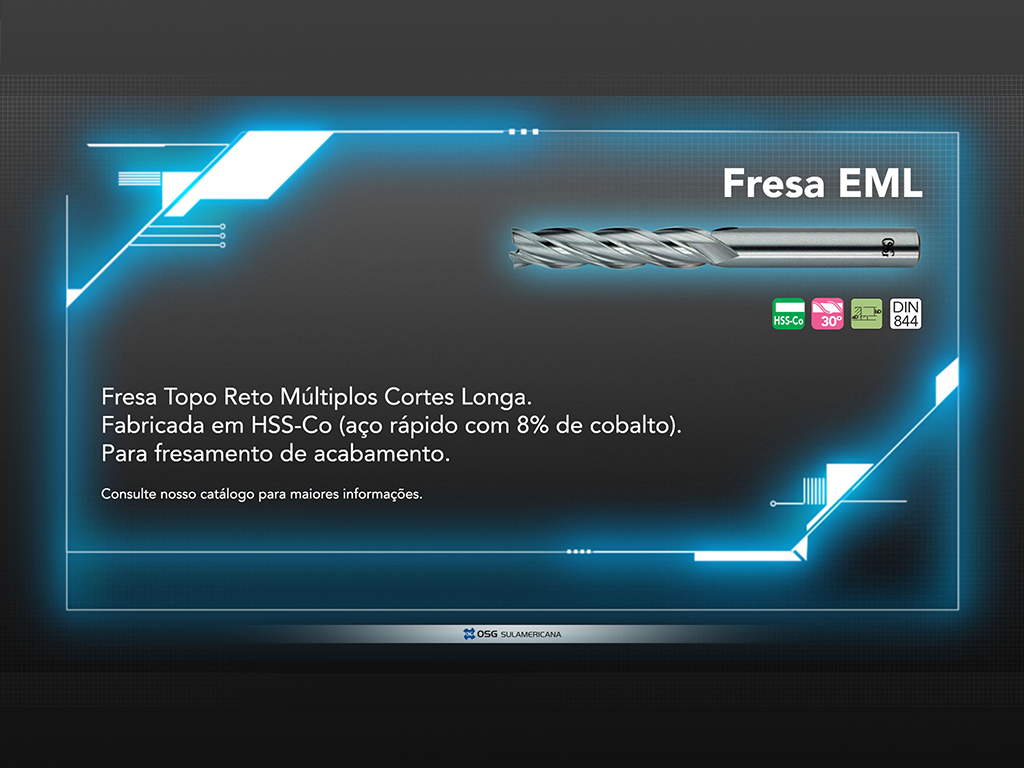 Fresa EML
OSG
HSS-Co
30°
DIN
844
Fresa Topo Reto Múltiplos Cortes Longa.
Fabricada em HSS-Co (aço rápido com 8% de cobalto).
Para fresamento de acabamento.
Consulte nosso catálogo para maiores informações.
OSG SULAMERICANA